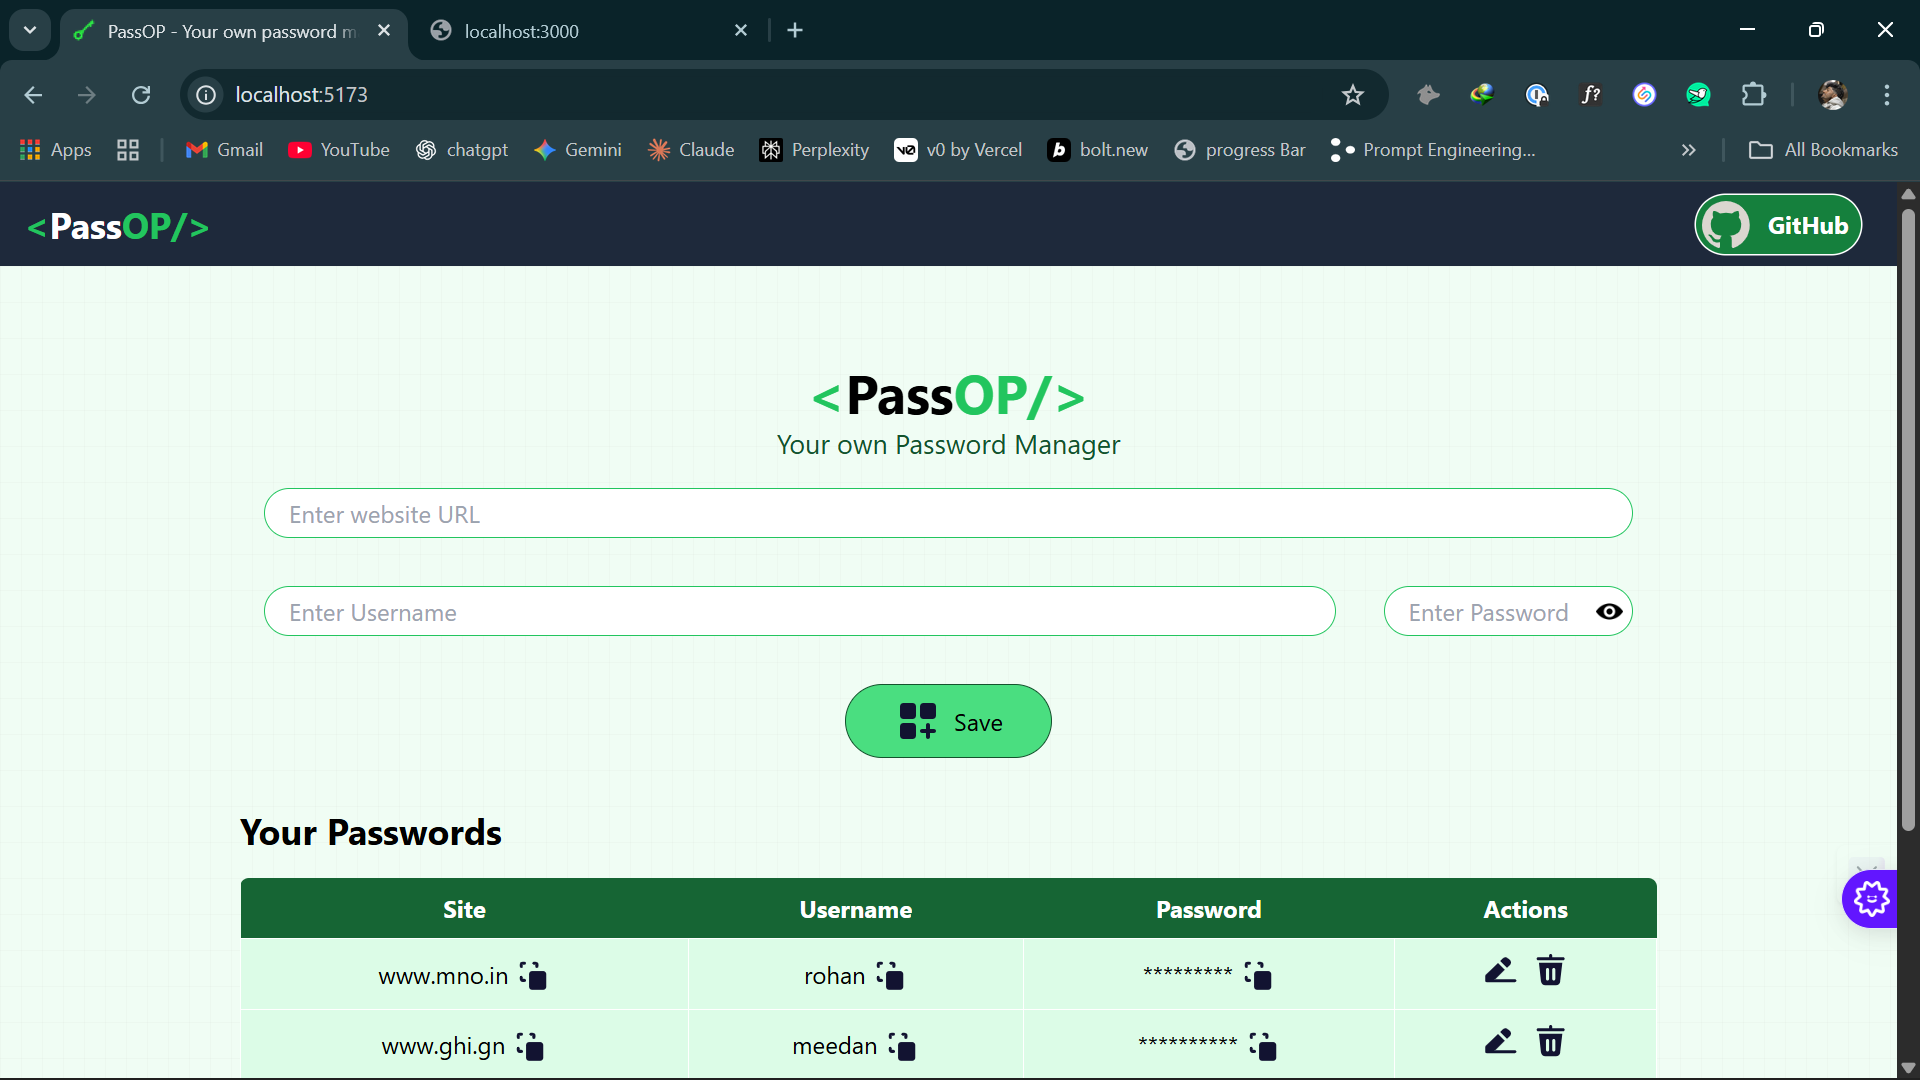 PassOP - Your own password m
localhost:3000
localhost:5173
f?
Apps
Gmail
YouTube
chatgpt
Gemini
Claude
Perplexity
v0 by Vercel
bolt.new
progress Bar
Prompt Engineering...
All Bookmarks
<PassOP/>
GitHub
<PassOP/>
Your own Password Manager
Enter website URL
Enter Username
Enter Password
Save
Your Passwords
Site Username Password Actions
www.mno.in rohan *********
www.ghi.gn meedan **********